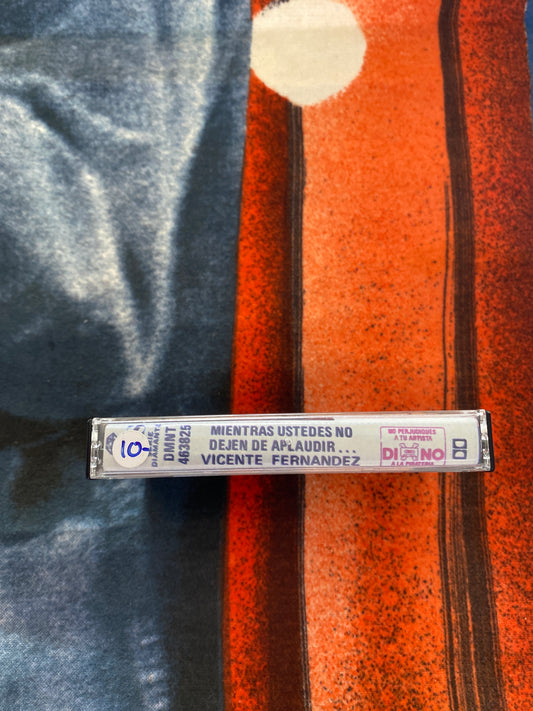 10
DIAMANTE
DMNT
463825
MIENTRAS USTEDES NO
DEJEN DE APLAUDIR...
VICENTE FERNANDEZ
NO PERJUDIQUES
A TU ARTISTA
DI NO
A LA PIRATERIA